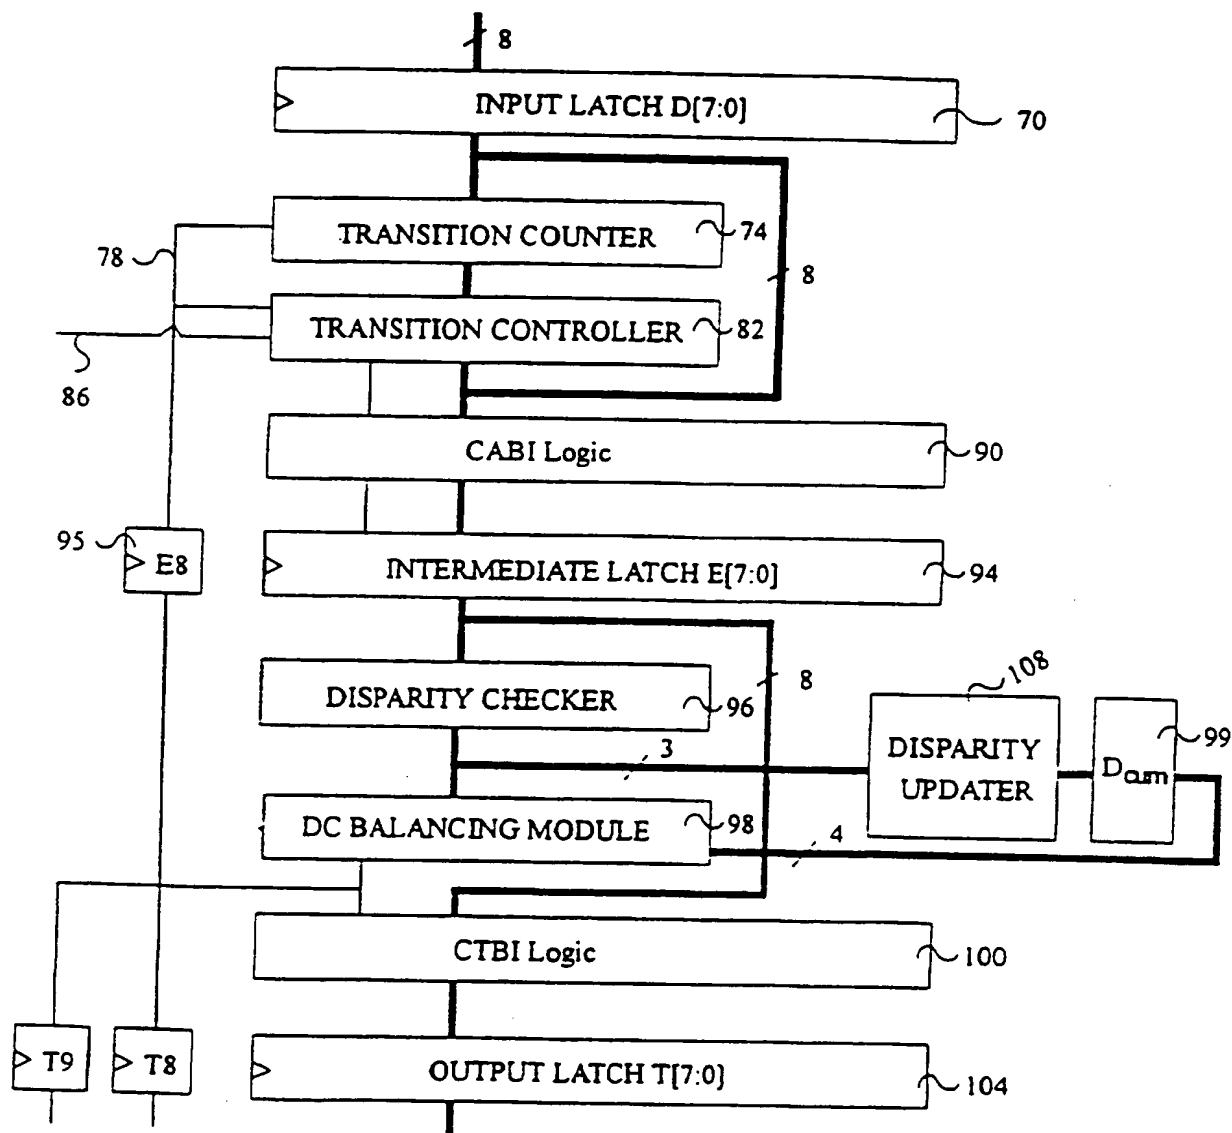 8
INPUT LATCH D[7:0]
70
TRANSITION COUNTER
74
78
8
TRANSITION CONTROLLER
82
86
CABI Logic
90
95
E8
INTERMEDIATE LATCH E[7:0]
94
8
108
DISPARITY CHECKER
96
99
3
DISPARITY
UPDATER
Dcum
DC BALANCING MODULE
98
4
CTBI Logic
100
T9
T8
OUTPUT LATCH T[7:0]
104